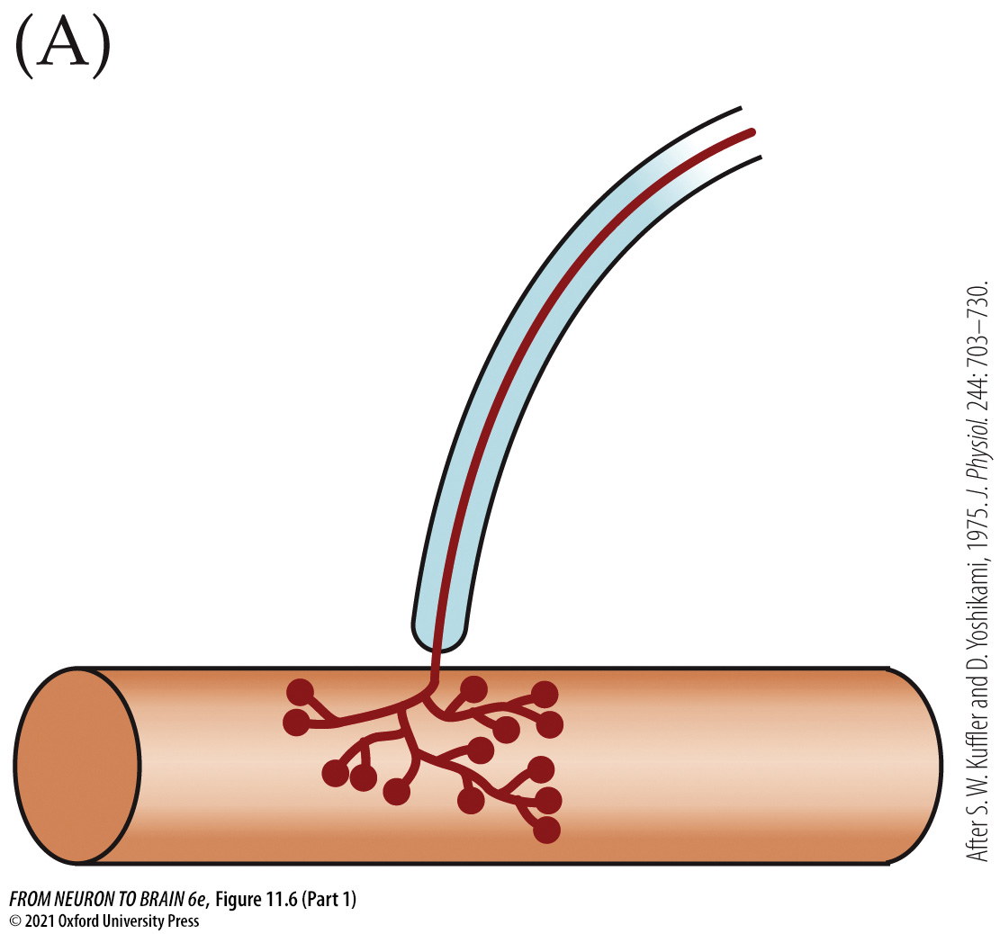 (A)
After S. W. Kuffler and D. Yoshikami, 1975. J. Physiol. 244: 703–730.
FROM NEURON TO BRAIN 6e, Figure 11.6 (Part 1)
© 2021 Oxford University Press